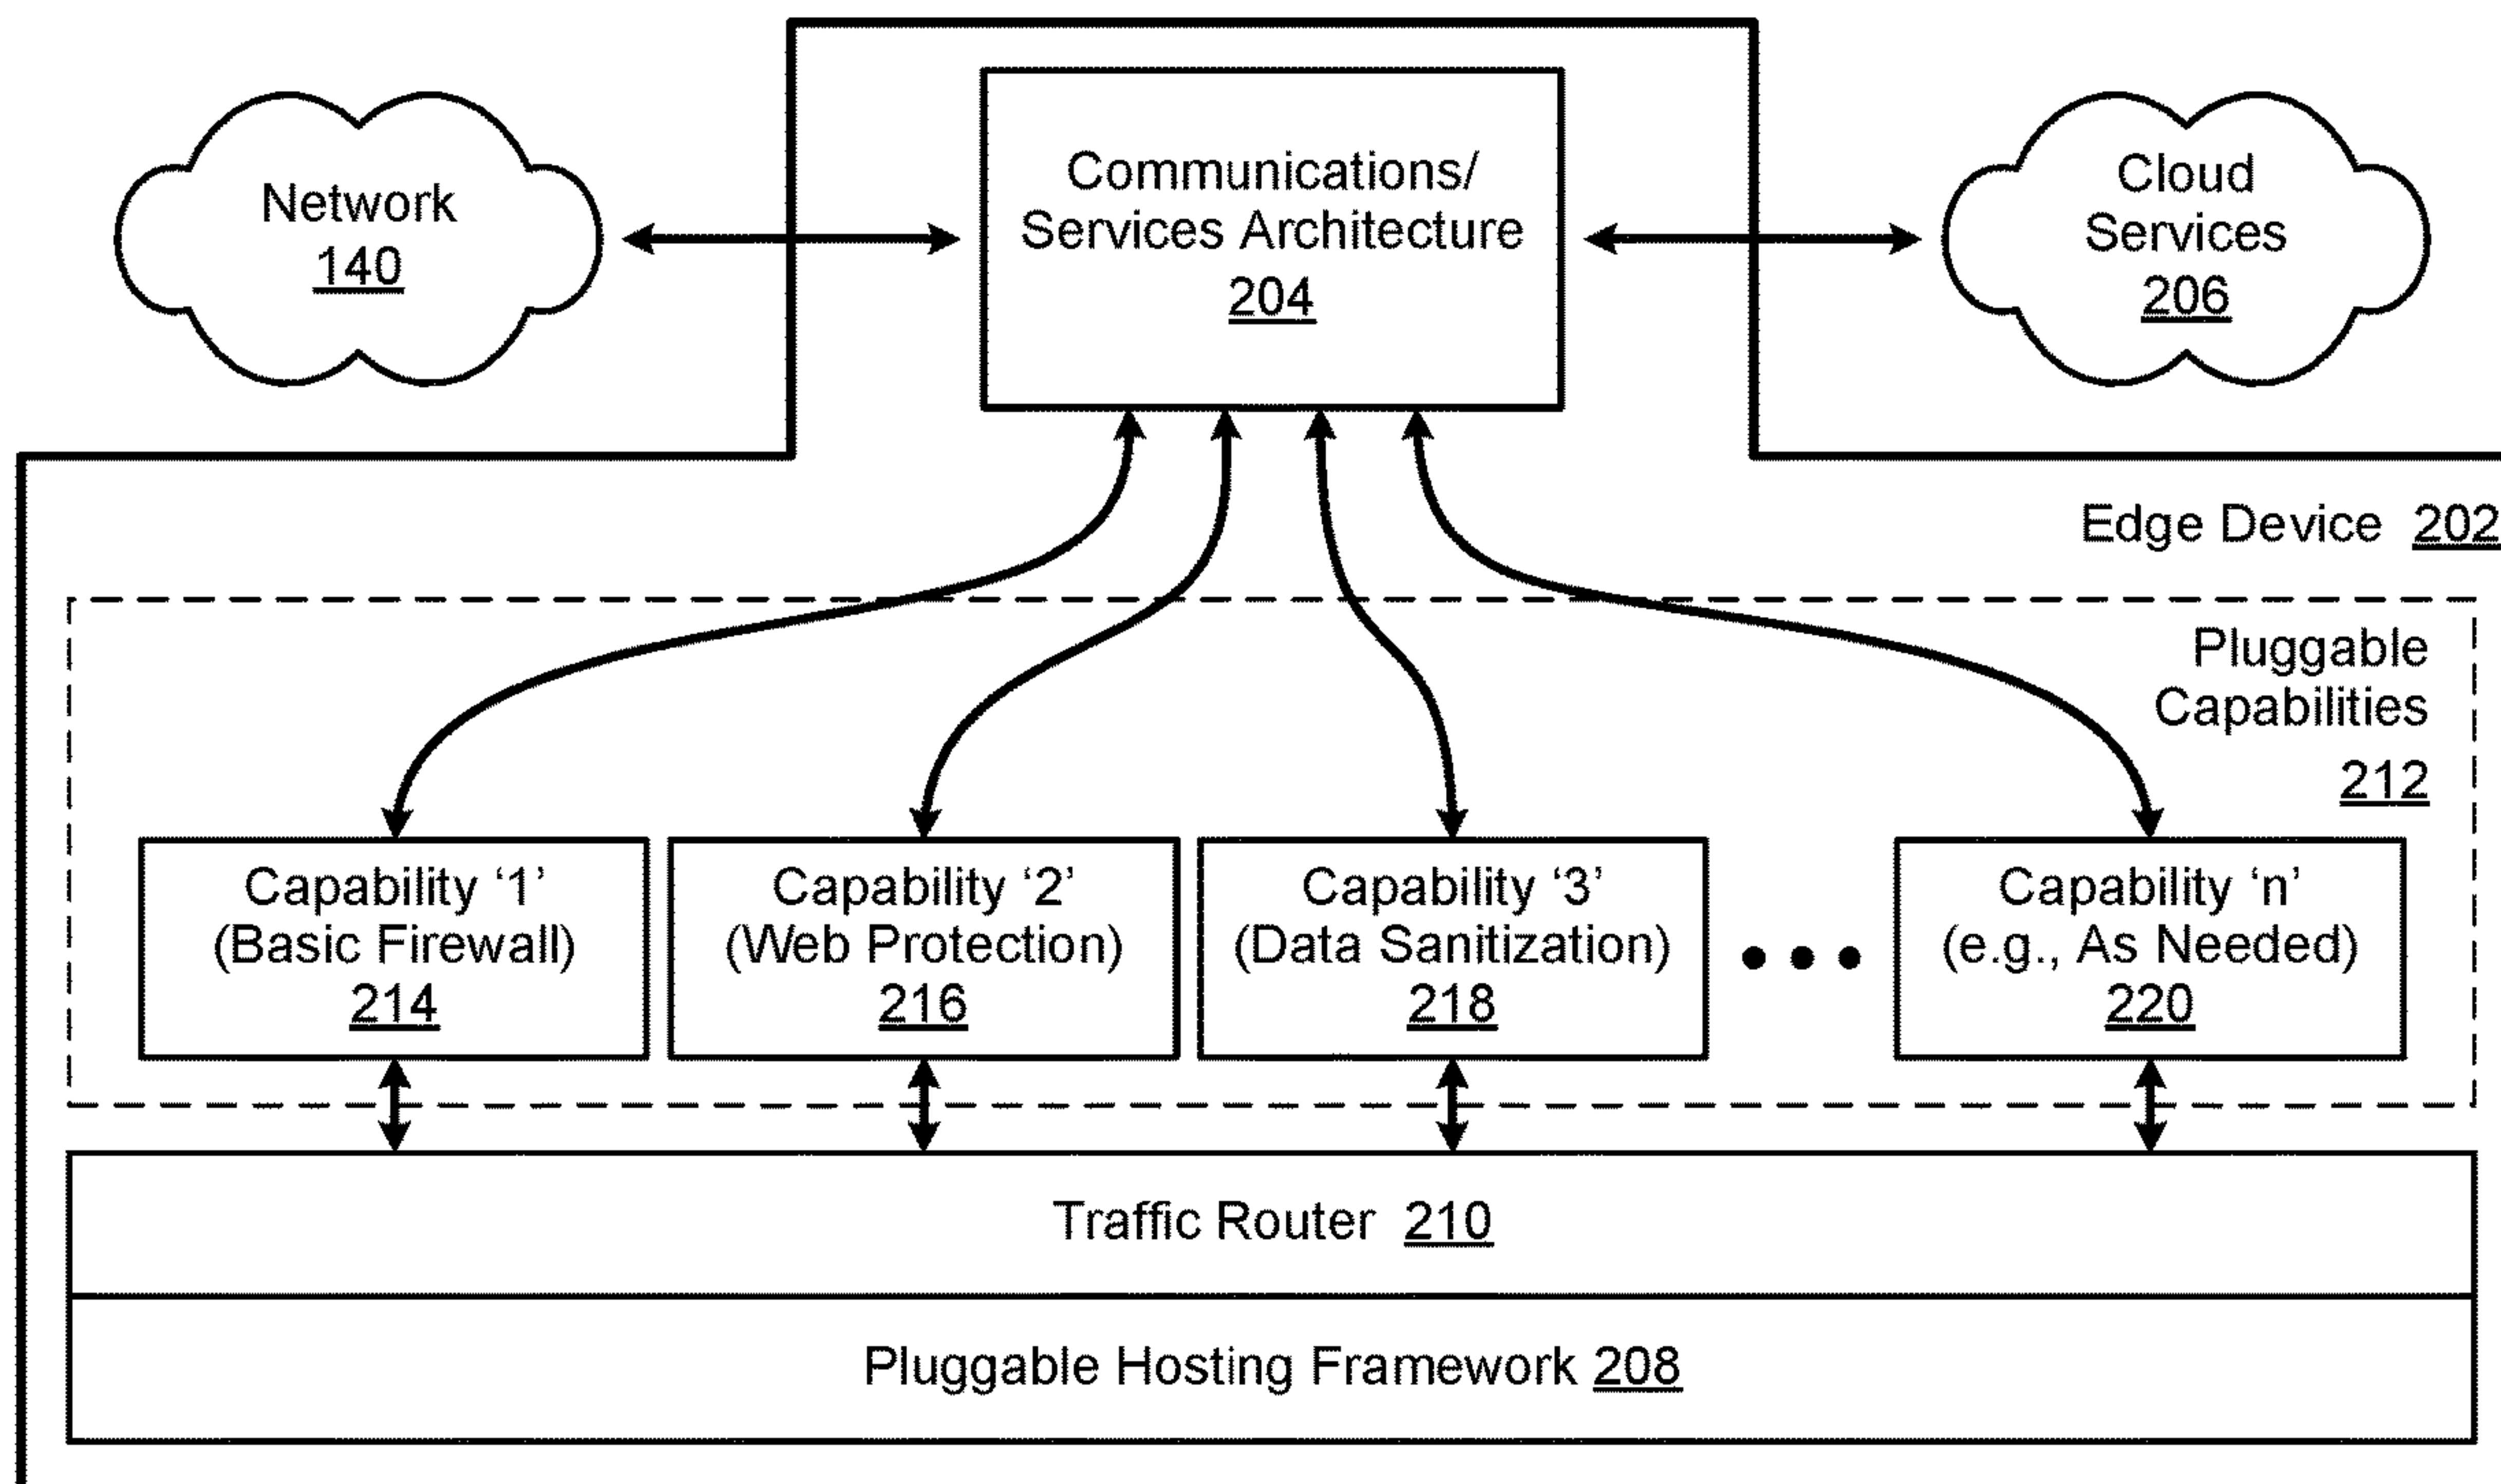 Network
140
Communications/
Services Architecture
204
Cloud
Services
206
Edge Device 202
Pluggable
Capabilities
212
Capability ‘1’
(Basic Firewall)
214
Capability ‘2’
(Web Protection)
216
Capability ‘3’
(Data Sanitization)
218
Capability ‘n’
(e.g., As Needed)
220
Traffic Router 210
Pluggable Hosting Framework 208